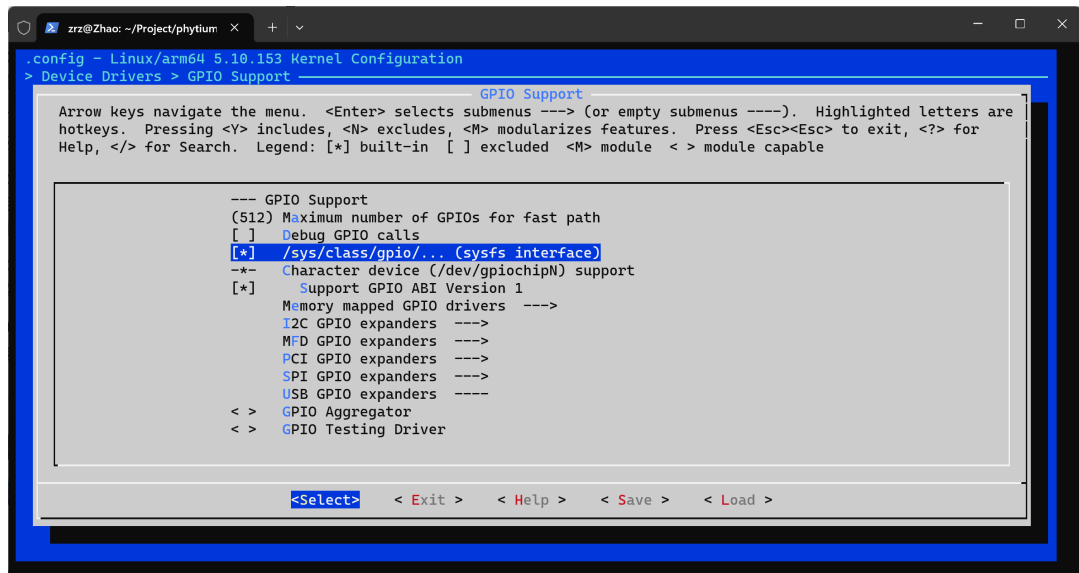 zrz@Zhao: ~/Project/phytium
.config - Linux/arm64 5.10.153 Kernel Configuration
> Device Drivers > GPIO Support
GPIO Support
Arrow keys navigate the menu.  <Enter> selects submenus ---> (or empty submenus ----).  Highlighted letters are
hotkeys.  Pressing <Y> includes, <N> excludes, <M> modularizes features.  Press <Esc><Esc> to exit, <?> for
Help, </> for Search.  Legend: [*] built-in  [ ] excluded  <M> module  < > module capable
--- GPIO Support
(512) Maximum number of GPIOs for fast path
[ ]   Debug GPIO calls
[*]   /sys/class/gpio/... (sysfs interface)
-*-   Character device (/dev/gpiochipN) support
[*]     Support GPIO ABI Version 1
Memory mapped GPIO drivers  --->
I2C GPIO expanders  --->
MFD GPIO expanders  --->
PCI GPIO expanders  --->
SPI GPIO expanders  --->
USB GPIO expanders  ----
< >   GPIO Aggregator
< >   GPIO Testing Driver
<Select>    < Exit >    < Help >    < Save >    < Load >